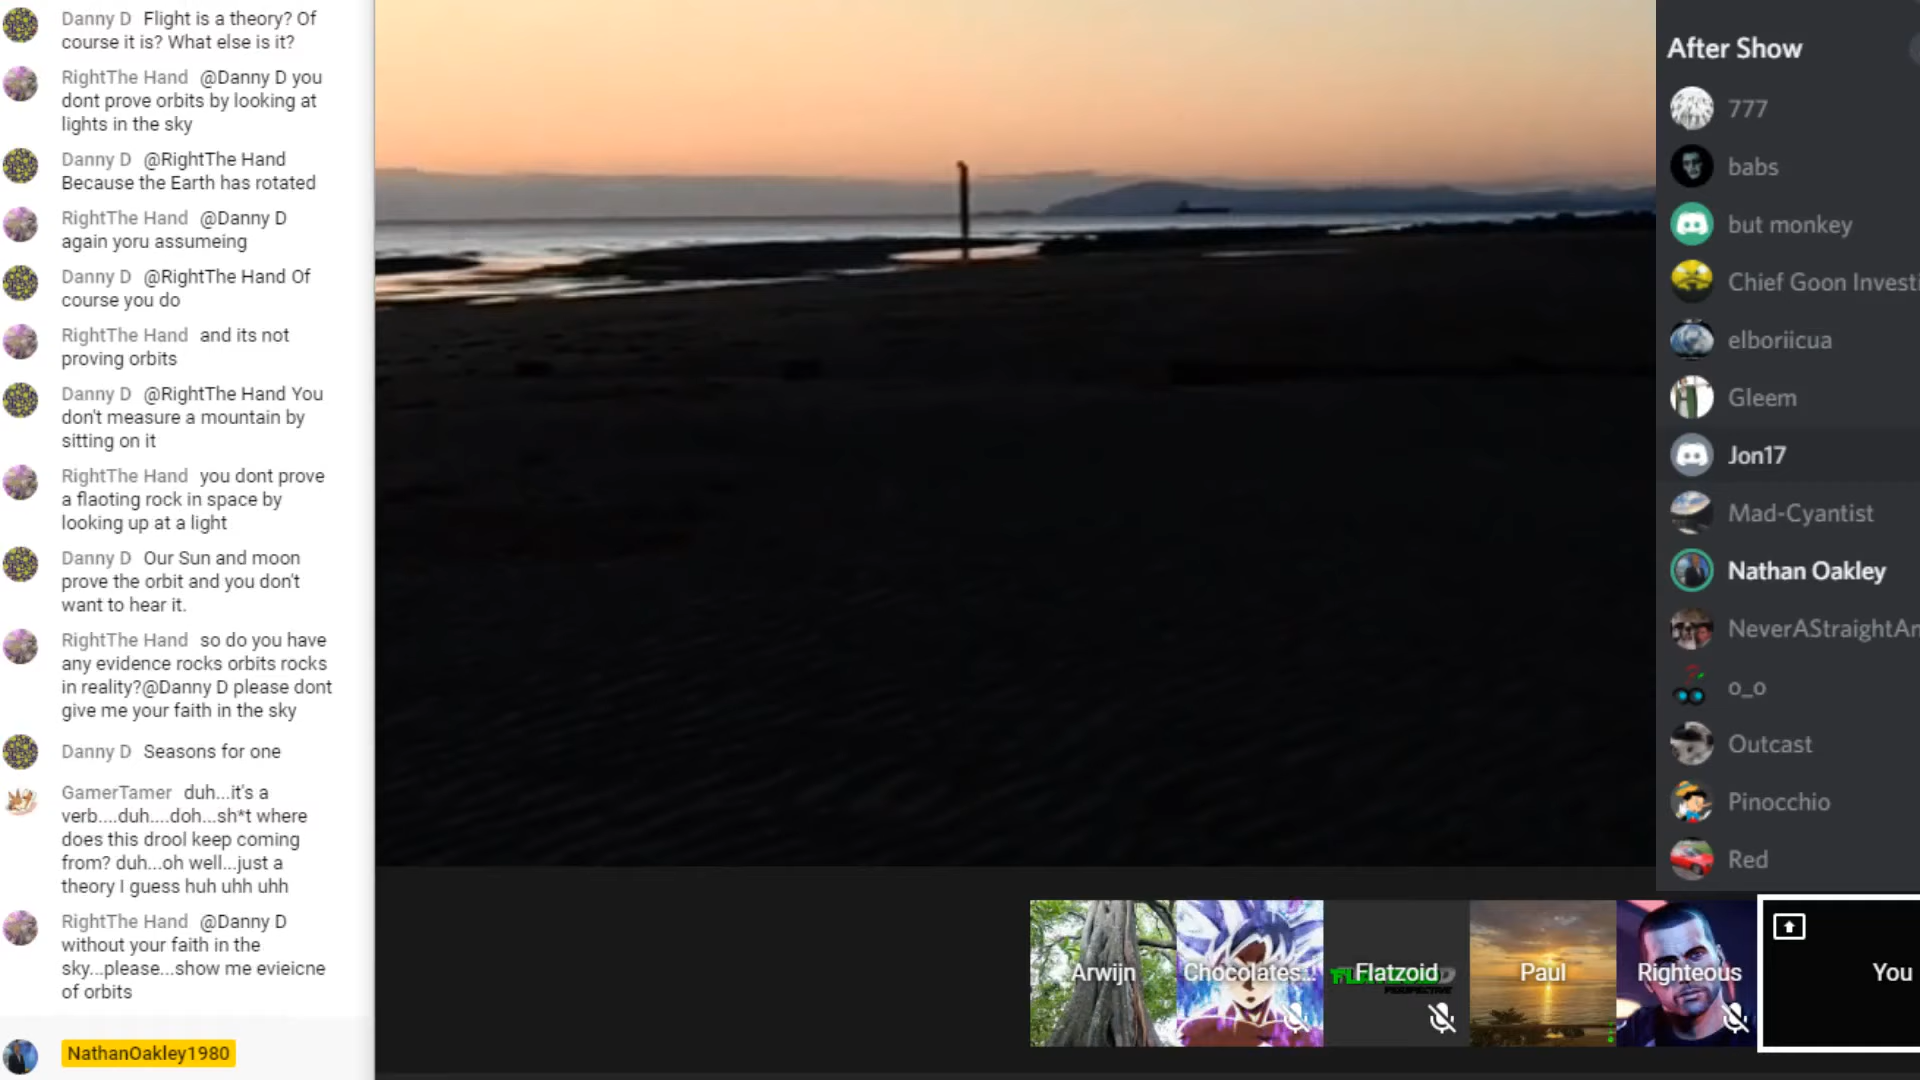 Danny D Flight is a theory? Of
course it is? What else is it?
RightThe Hand @Danny D you
dont prove orbits by looking at
lights in the sky
Danny D @RightThe Hand
Because the Earth has rotated
RightThe Hand @Danny D
again yoru assumeing
Danny D @RightThe Hand Of
course you do
RightThe Hand and its not
proving orbits
Danny D @RightThe Hand You
don't measure a mountain by
sitting on it
RightThe Hand you dont prove
a flaoting rock in space by
looking up at a light
Danny D Our Sun and moon
prove the orbit and you don't
want to hear it.
RightThe Hand so do you have
any evidence rocks orbits rocks
in reality?@Danny D please dont
give me your faith in the sky
Danny D Seasons for one
GamerTamer duh...it's a
verb....duh....doh...sh*t where
does this drool keep coming
from? duh...oh well...just a
theory I guess huh uhh uhh
RightThe Hand @Danny D
without your faith in the
sky...please...show me evieicne
of orbits
NathanOakley1980
After Show
777
babs
but monkey
Chief Goon Investi
elboriicua
Gleem
Jon17
Mad-Cyantist
Nathan Oakley
NeverAStraightAn
o_o
Outcast
Pinocchio
Red
Arwijn
Chocolates...
Flatzoid
FLATZOID
PERSPECTIVE
Paul
Righteous
You